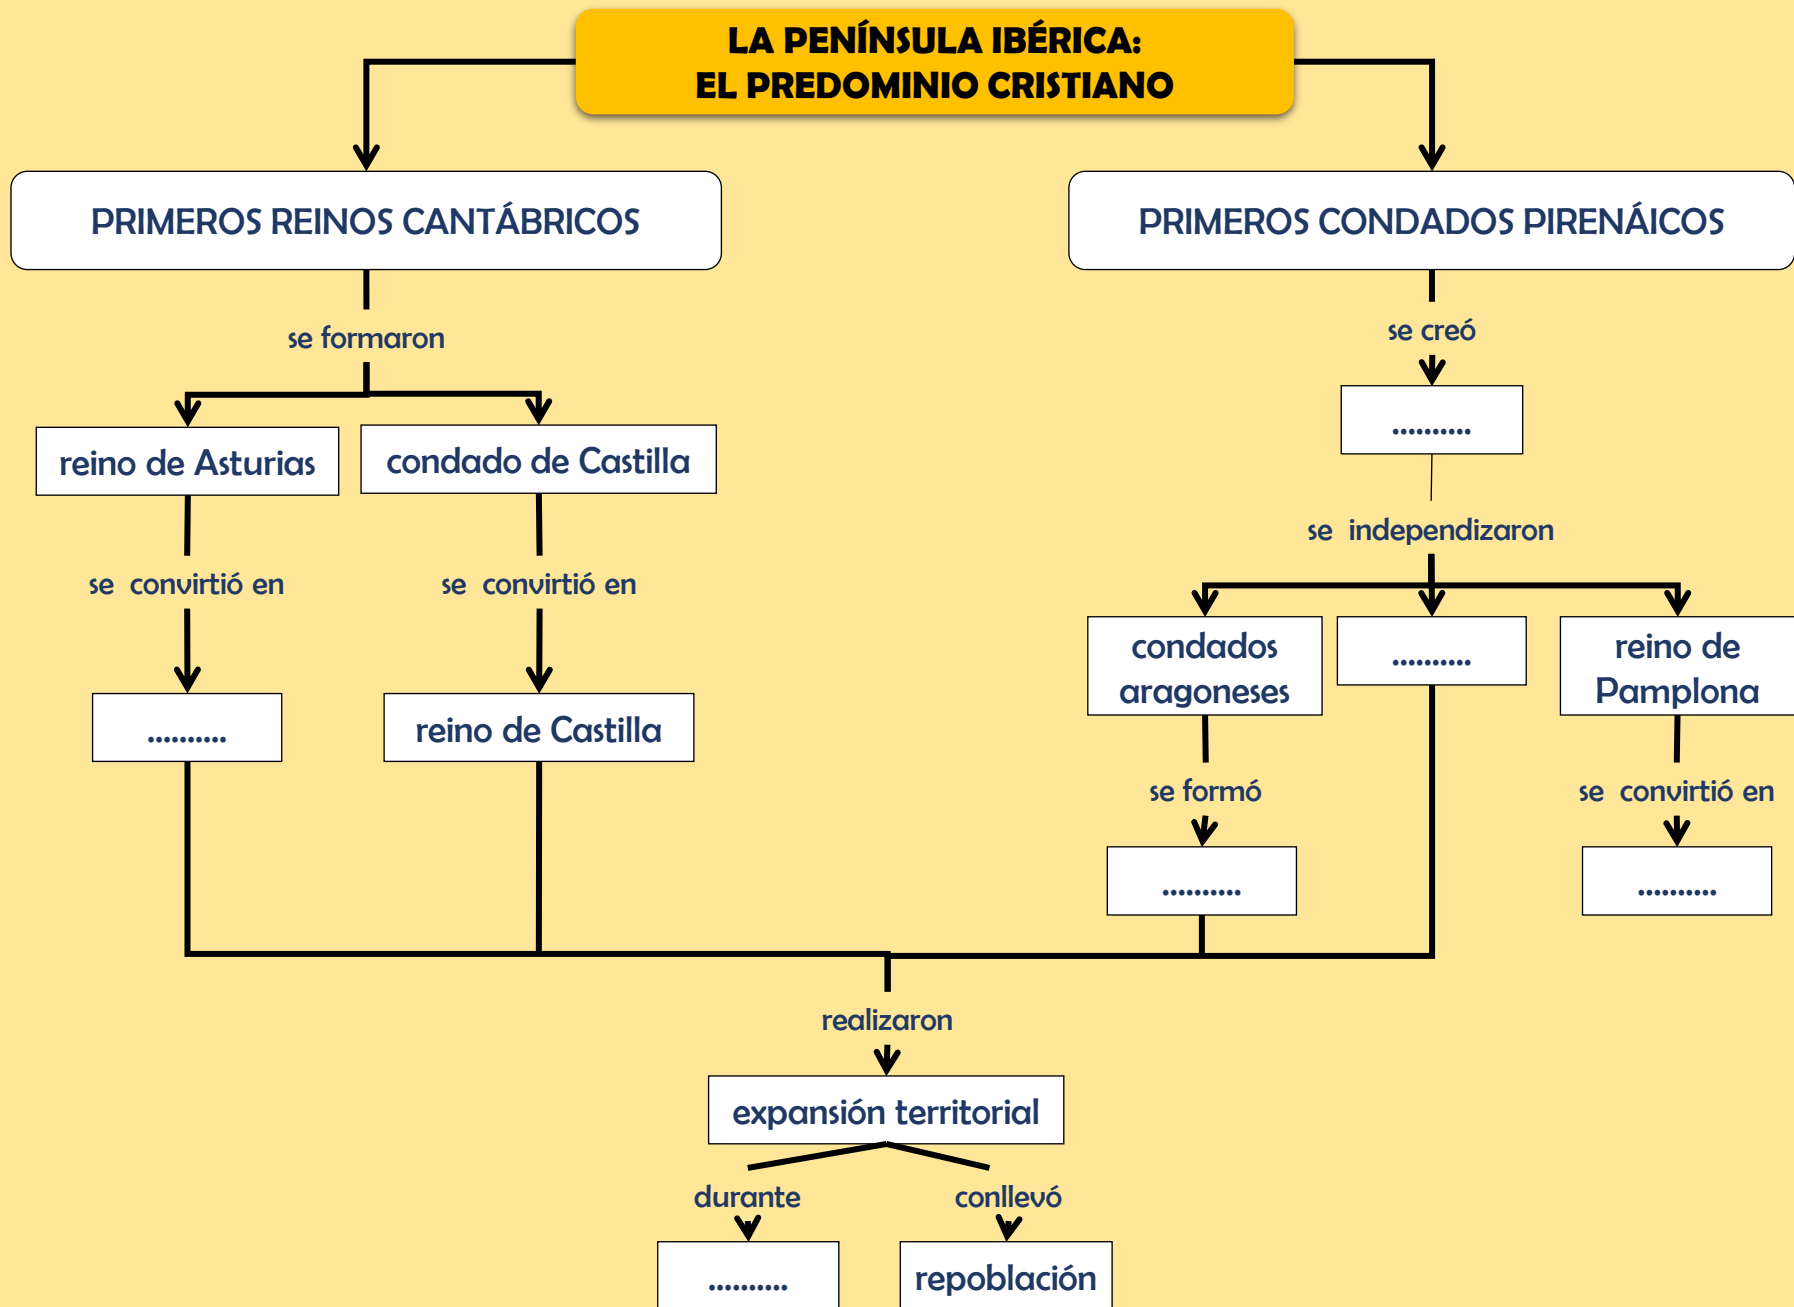 LA PENÍNSULA IBÉRICA:
EL PREDOMINIO CRISTIANO
PRIMEROS REINOS CANTÁBRICOS
PRIMEROS CONDADOS PIRENÁICOS
se formaron
se creó
reino de Asturias
condado de Castilla
..........
se independizaron
se convirtió en
se convirtió en
condados
aragoneses
..........
reino de
Pamplona
..........
reino de Castilla
se formó
se convirtió en
..........
..........
realizaron
expansión territorial
durante
conllevó
..........
repoblación